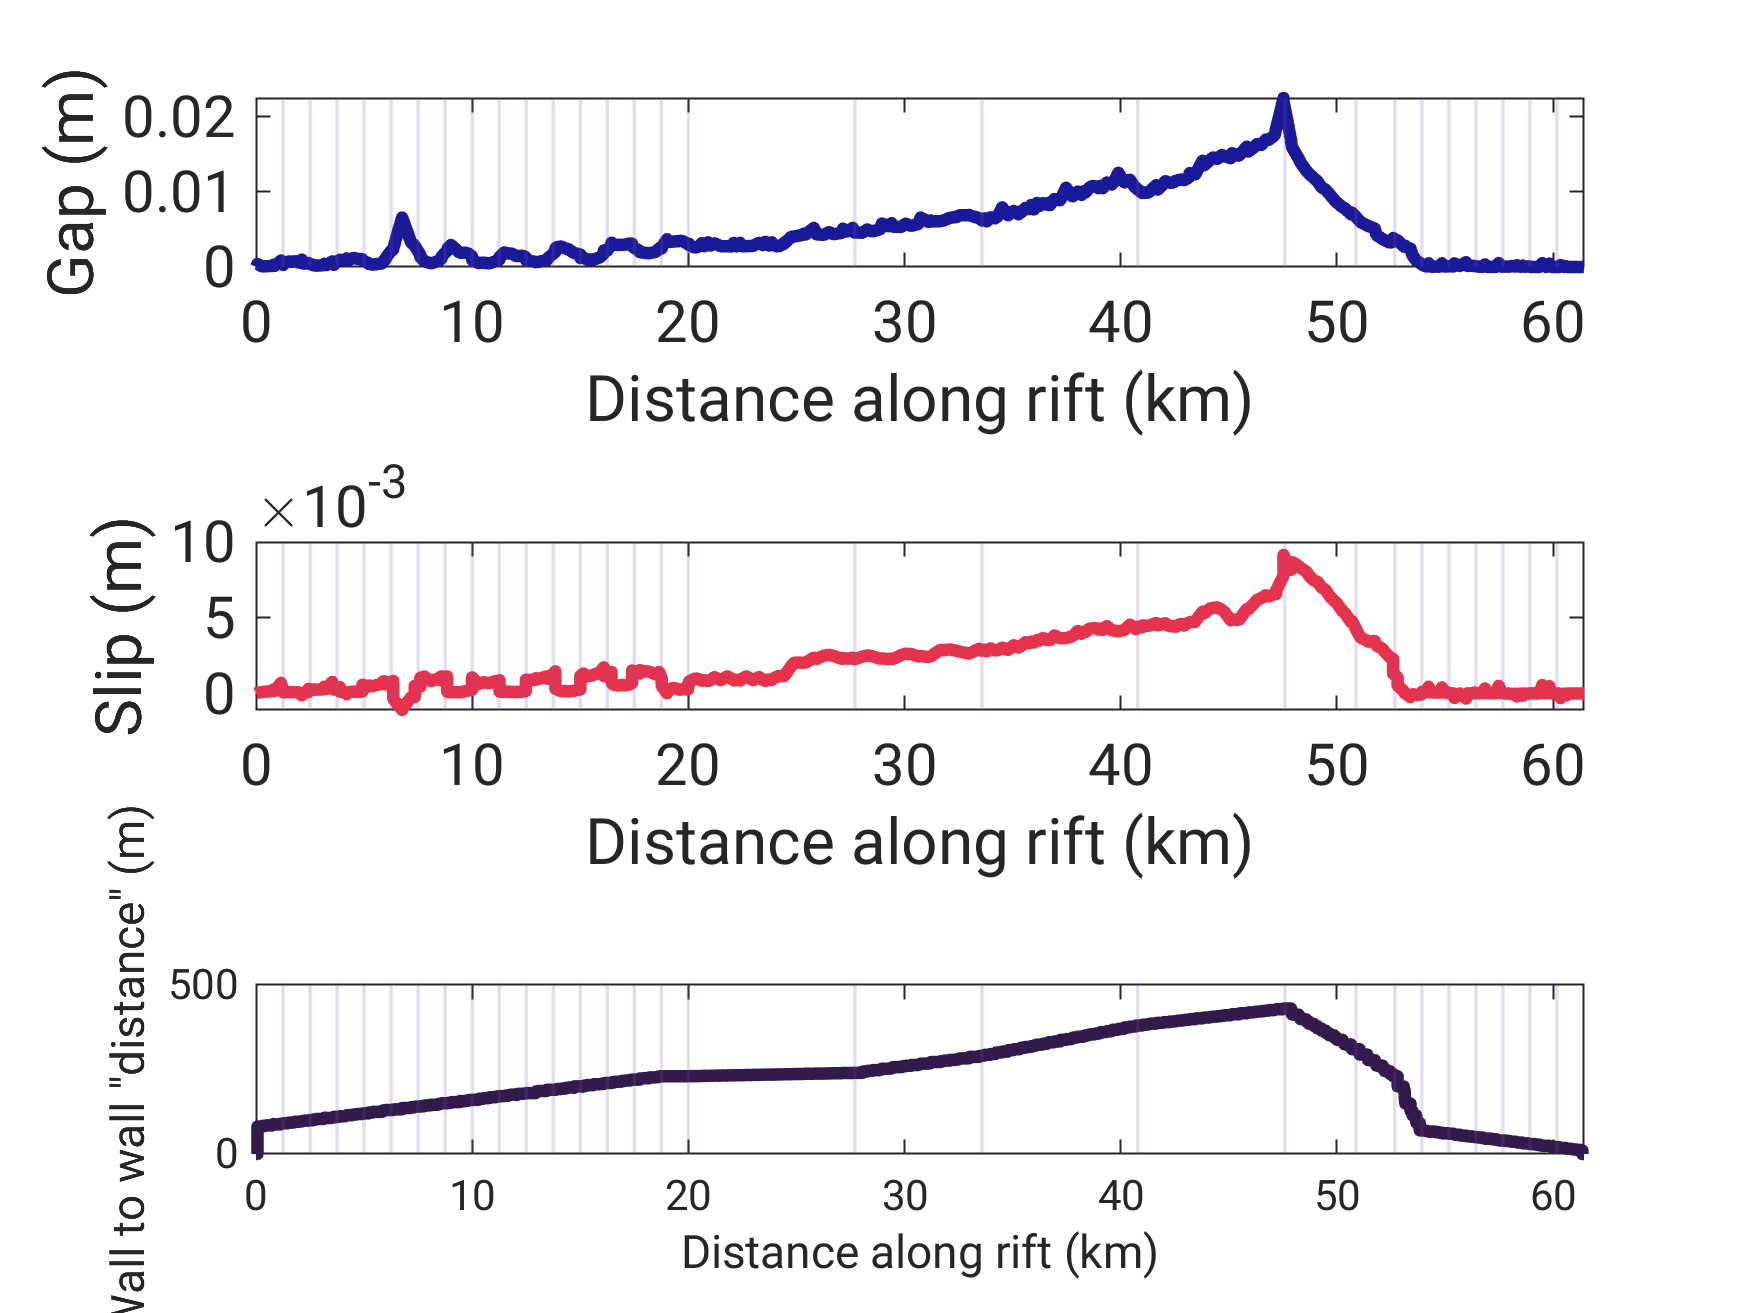 Gap (m)
0.02
0.01
0
0 10 20 30 40 50 60
Distance along rift (km)
×10-3
Slip (m)
10
5
0
0 10 20 30 40 50 60
Distance along rift (km)
Wall to wall "distance" (m)
500
0
0 10 20 30 40 50 60
Distance along rift (km)